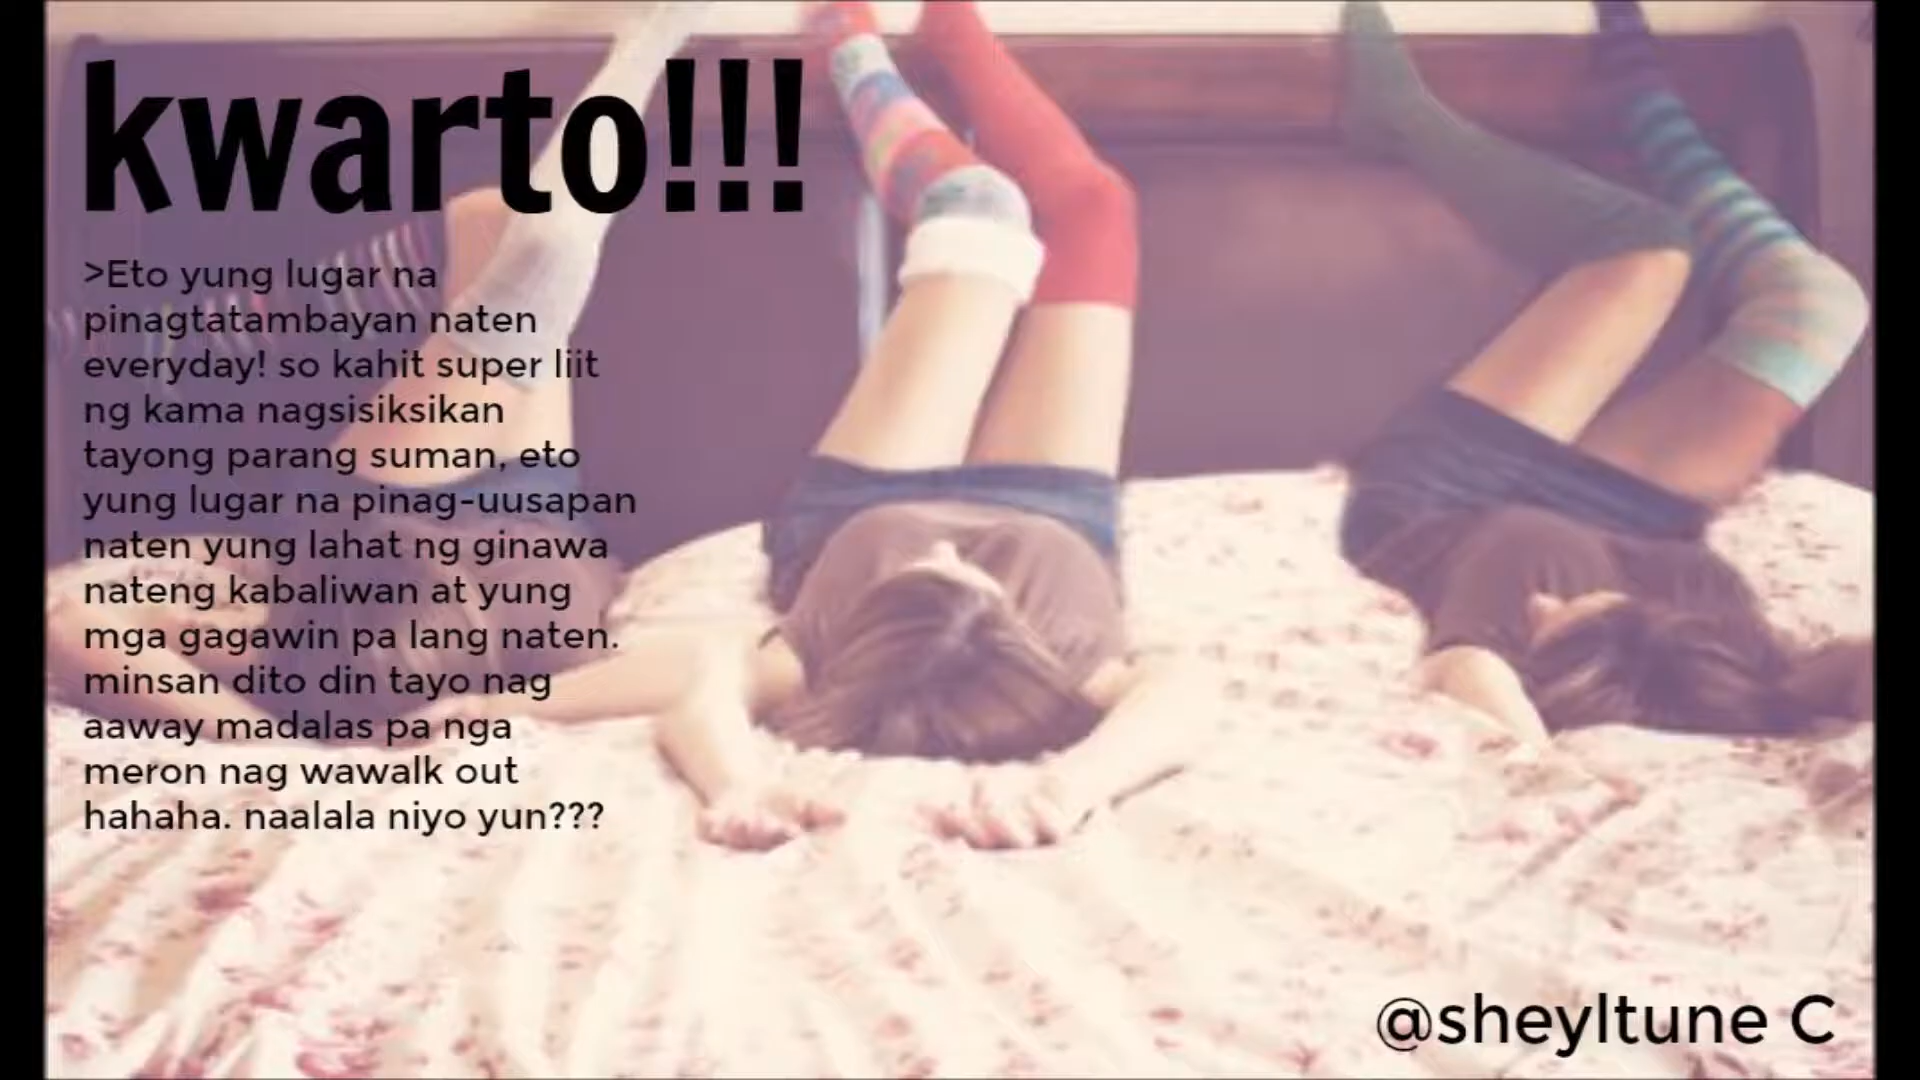 kwarto!!!
>Eto yung lugar na
pinagtatambayan naten
everyday! so kahit super liit
ng kama nagsisiksikan
tayong parang suman, eto
yung lugar na pinag-uusapan
naten yung lahat ng ginawa
nateng kabaliwan at yung
mga gagawin pa lang naten.
minsan dito din tayo nag
aaway madalas pa nga
meron nag wawalk out
hahaha. naalala niyo yun???
@sheyltune C